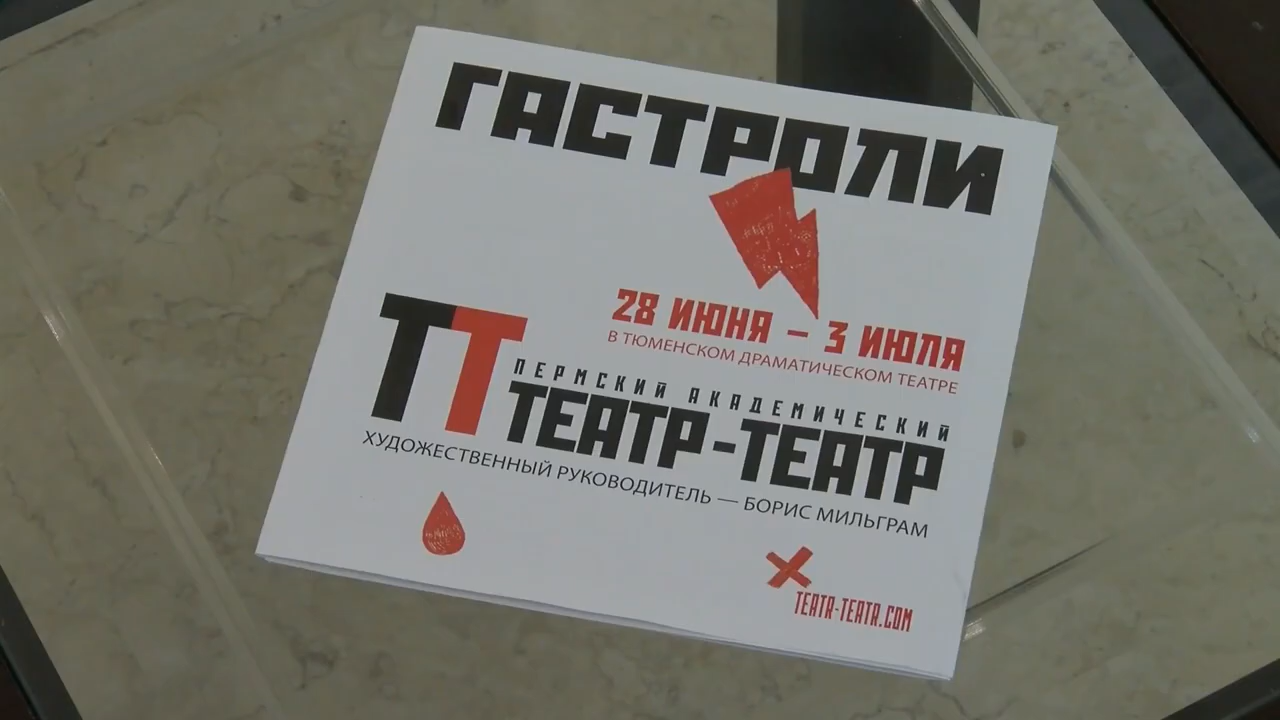 ГАСТРОЛИ
28 ИЮНЯ – 3 ИЮЛЯ
В ТЮМЕНСКОМ ДРАМАТИЧЕСКОМ ТЕАТРЕ
ТТ
ПЕРМСКИЙ АКАДЕМИЧЕСКИЙ
ТЕАТР-ТЕАТР
ХУДОЖЕСТВЕННЫЙ РУКОВОДИТЕЛЬ — БОРИС МИЛЬГРАМ
TEATR-TEATR.COM